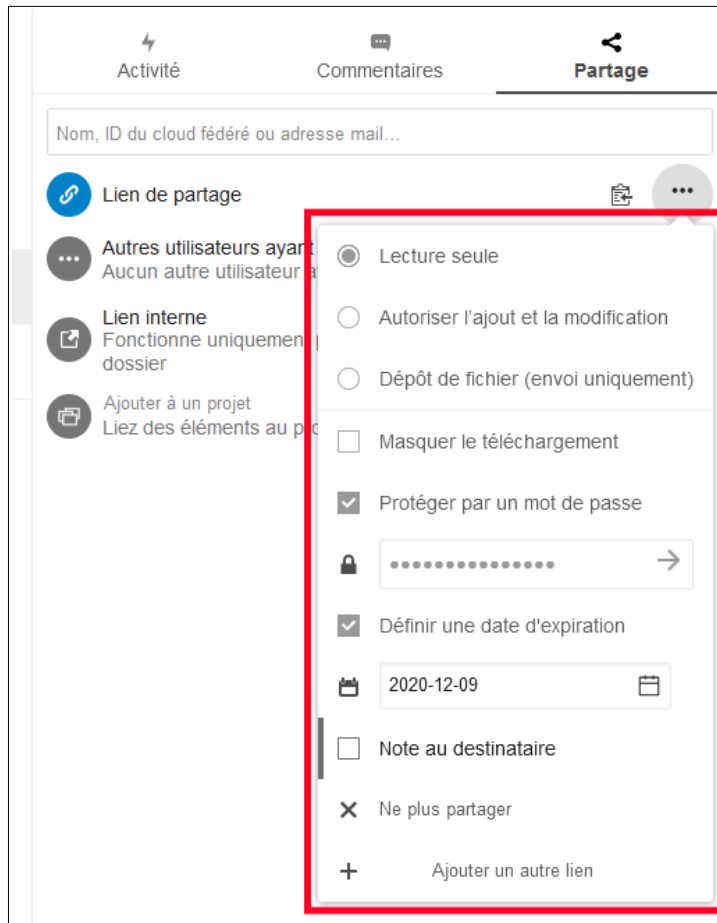 Activité
Commentaires
Partage
Nom, ID du cloud fédéré ou adresse mail...
Lien de partage
Autres utilisateurs ayant
Aucun autre utilisateur
Lien interne
Fonctionne uniquement
dossier
Ajouter à un projet
Liez des éléments au
Lecture seule
Autoriser l'ajout et la modification
Dépôt de fichier (envoi uniquement)
Masquer le téléchargement
Protéger par un mot de passe
•••••••••••••••
Définir une date d'expiration
2020-12-09
Note au destinataire
Ne plus partager
Ajouter un autre lien